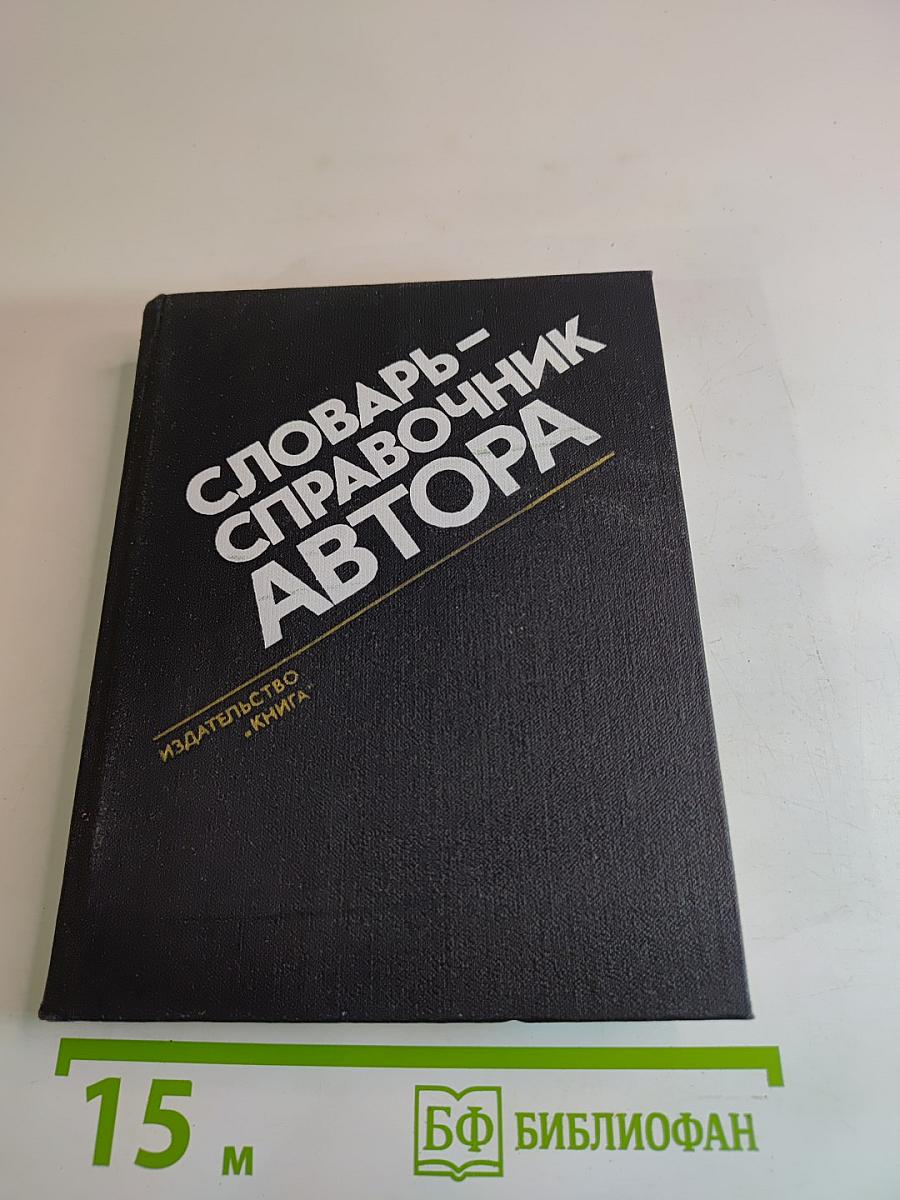 СЛОВАРЬ-
СПРАВОЧНИК
АВТОРА
ИЗДАТЕЛЬСТВО
„КНИГА“
15 м
БФ БИБЛИОФАН